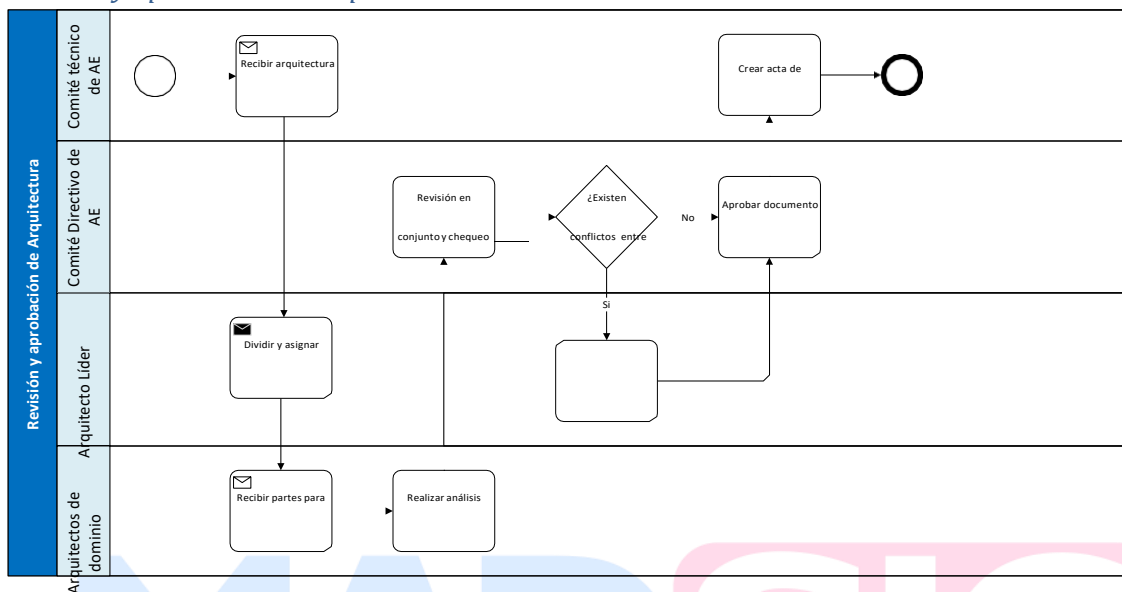 Revisión y aprobación de Arquitectura
Comité técnico
de AE
Recibir arquitectura
Crear acta de
Comité Directivo de
AE
Revisión en
conjunto y chequeo
¿Existen
conflictos entre
No
Aprobar documento
Si
Arquitecto Líder
Dividir y asignar
Arquitectos de
dominio
Recibir partes para
Realizar análisis